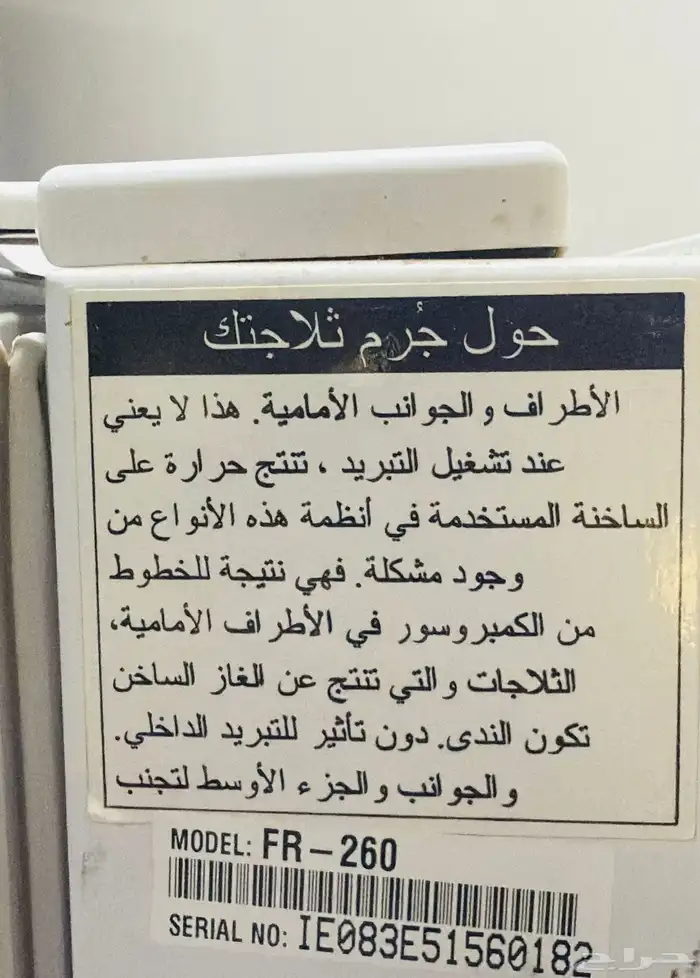 حول جُرم ثلاجتك
الأطراف والجوانب الأمامية. هذا لا يعني
عند تشغيل التبريد ، تنتج حرارة على
الساخنة المستخدمة في أنظمة هذه الأنواع من
وجود مشكلة. فهي نتيجة للخطوط
من الكمبروسور في الأطراف الأمامية،
الثلاجات والتي تنتج عن الغاز الساخن
تكون الندى. دون تأثير للتبريد الداخلي.
والجوانب والجزء الأوسط لتجنب
MODEL: FR-260
SERIAL NO: IE083E51560182
حراج